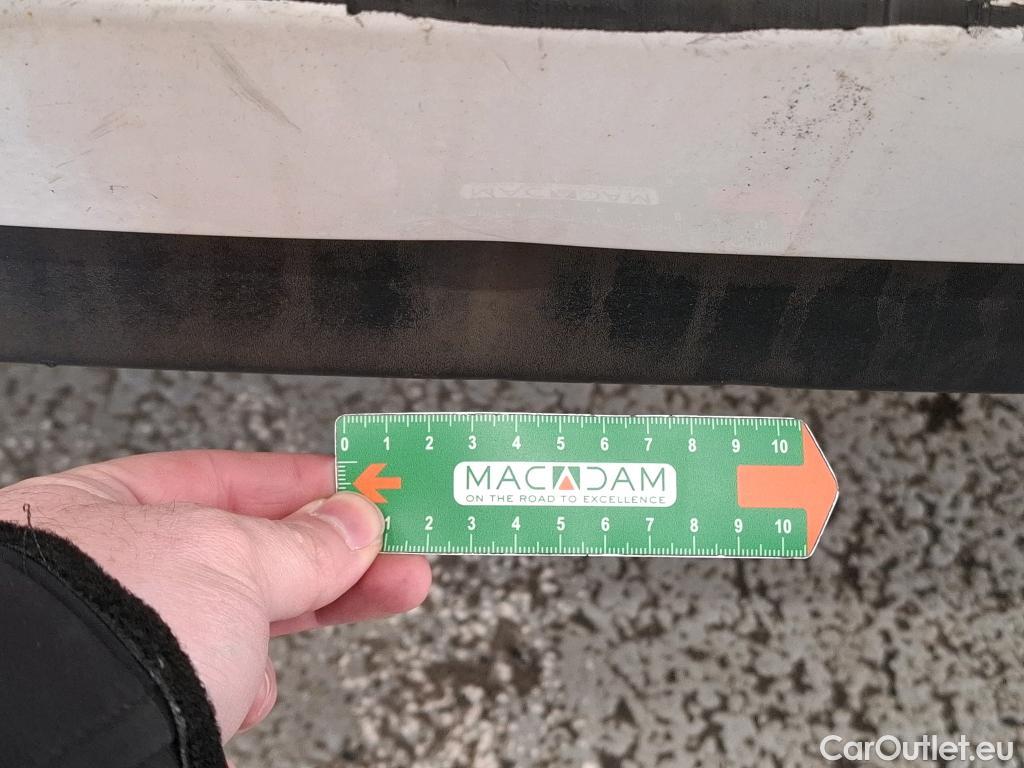 0 1 2 3 4 5 6 7 8 9 10
MACADAM
ON THE ROAD TO EXCELLENCE
1 2 3 4 5 6 7 8 9 10
CarOutlet.eu